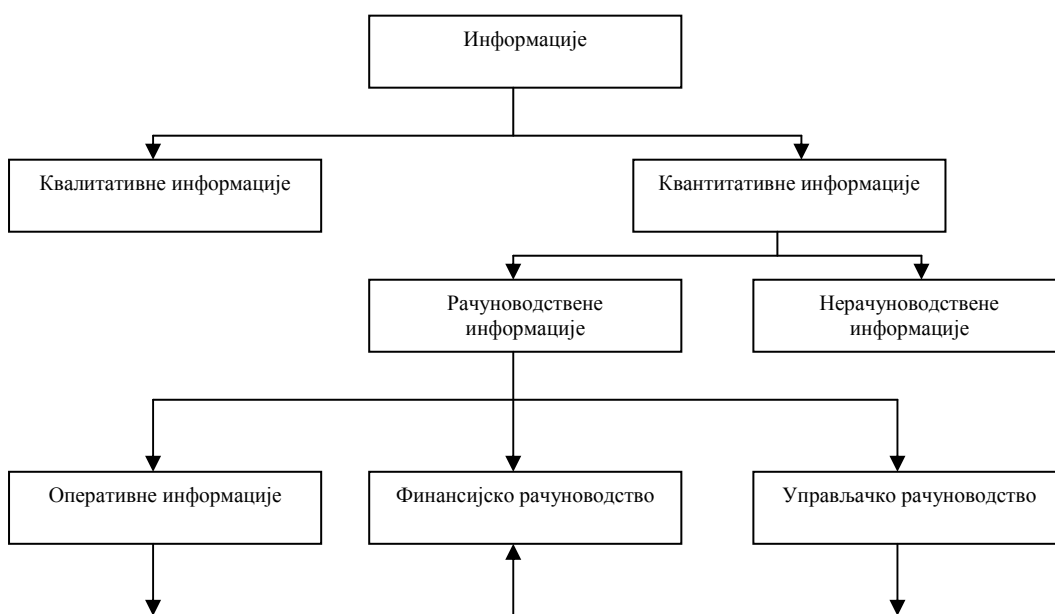 Информације
Квалитативне информације
Квантитативне информације
Рачуноводствене
информације
Нерачуноводствене
информације
Оперативне информације
Финансијско рачуноводство
Управљачко рачуноводство